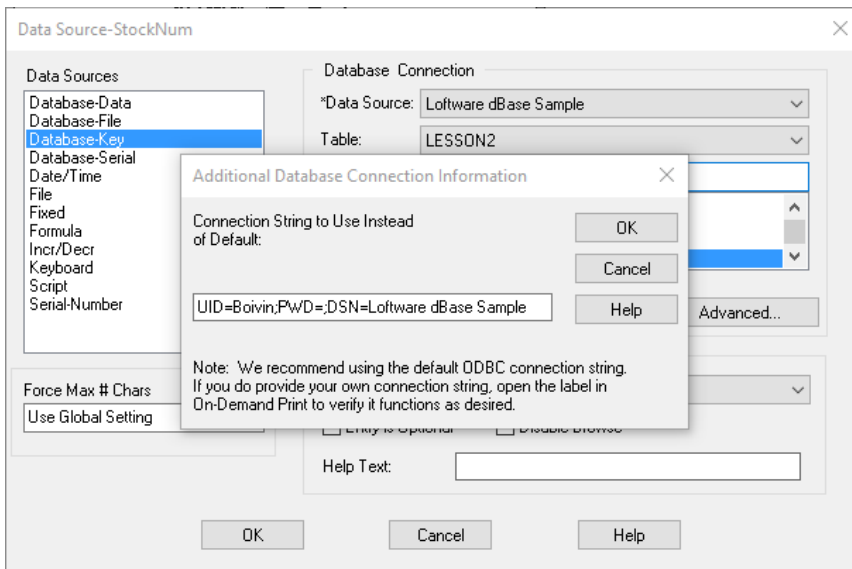 Data Source-StockNum
Data Sources
Database-Data
Database-File
Database-Key
Database-Serial
Date/Time
File
Fixed
Formula
Incr/Decr
Keyboard
Script
Serial-Number
Force Max # Chars
Use Global Setting
Database Connection
*Data Source: Loftware dBase Sample
Table: LESSON2
Advanced...
Additional Database Connection Information
Connection String to Use Instead
of Default:
OK
Cancel
Help
UID=Boivin;PWD=;DSN=Loftware dBase Sample
Note: We recommend using the default ODBC connection string.
If you do provide your own connection string, open the label in
On-Demand Print to verify it functions as desired.
Entry is Optional Disable Browse
Help Text:
OK Cancel Help